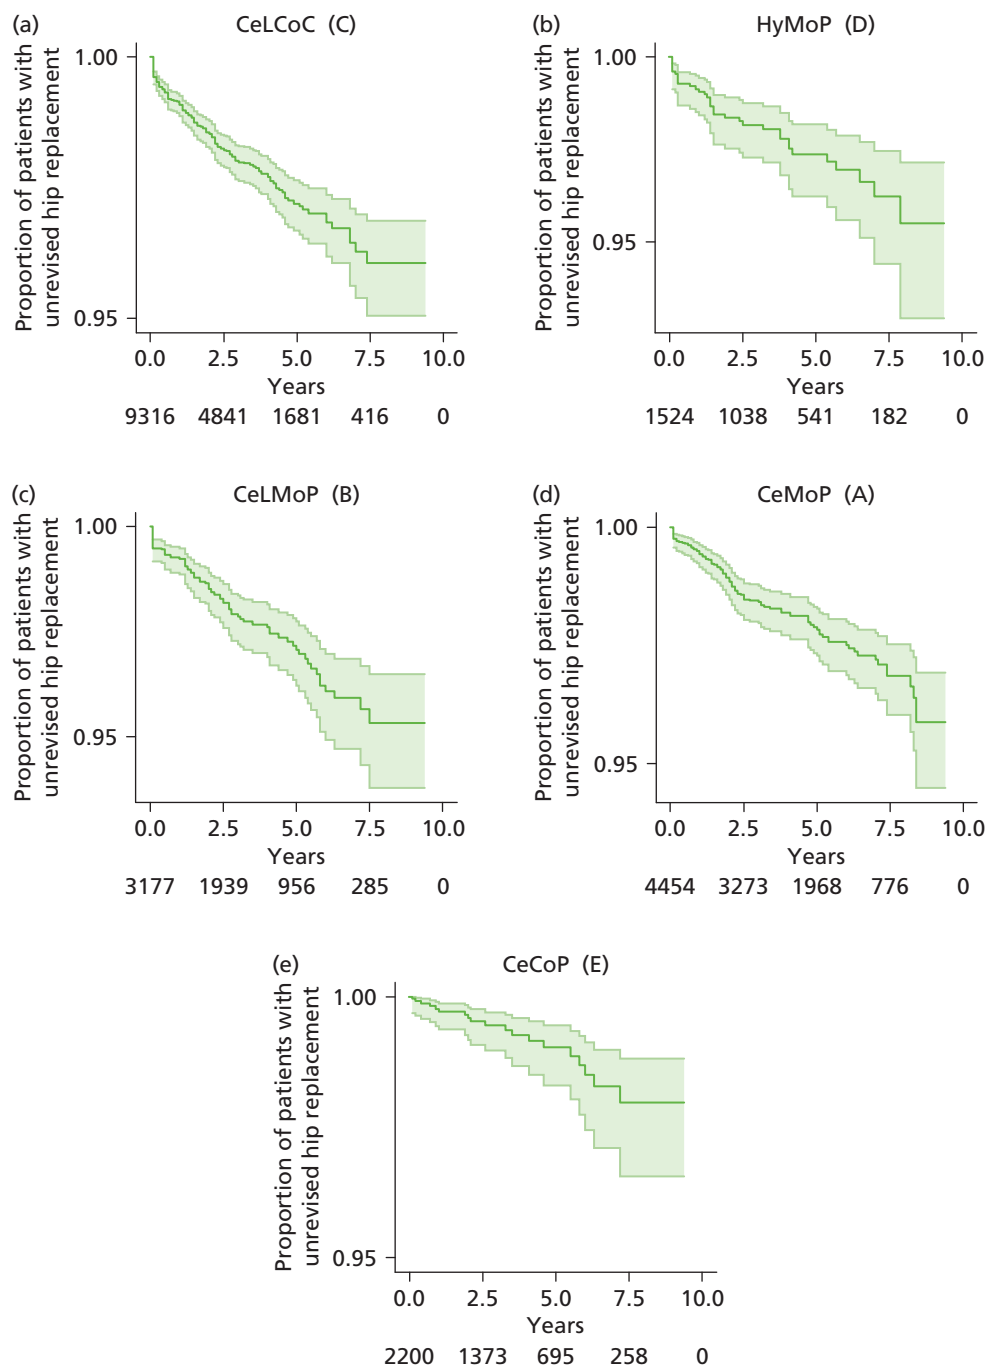 (a) CeLCoC (C)
Proportion of patients with
unrevised hip replacement
1.00
0.95
0.0 2.5 5.0 7.5 10.0
Years
9316 4841 1681 416 0
(b) HyMoP (D)
Proportion of patients with
unrevised hip replacement
1.00
0.95
0.0 2.5 5.0 7.5 10.0
Years
1524 1038 541 182 0
(c) CeLMoP (B)
Proportion of patients with
unrevised hip replacement
1.00
0.95
0.0 2.5 5.0 7.5 10.0
Years
3177 1939 956 285 0
(d) CeMoP (A)
Proportion of patients with
unrevised hip replacement
1.00
0.95
0.0 2.5 5.0 7.5 10.0
Years
4454 3273 1968 776 0
(e) CeCoP (E)
Proportion of patients with
unrevised hip replacement
1.00
0.95
0.0 2.5 5.0 7.5 10.0
Years
2200 1373 695 258 0